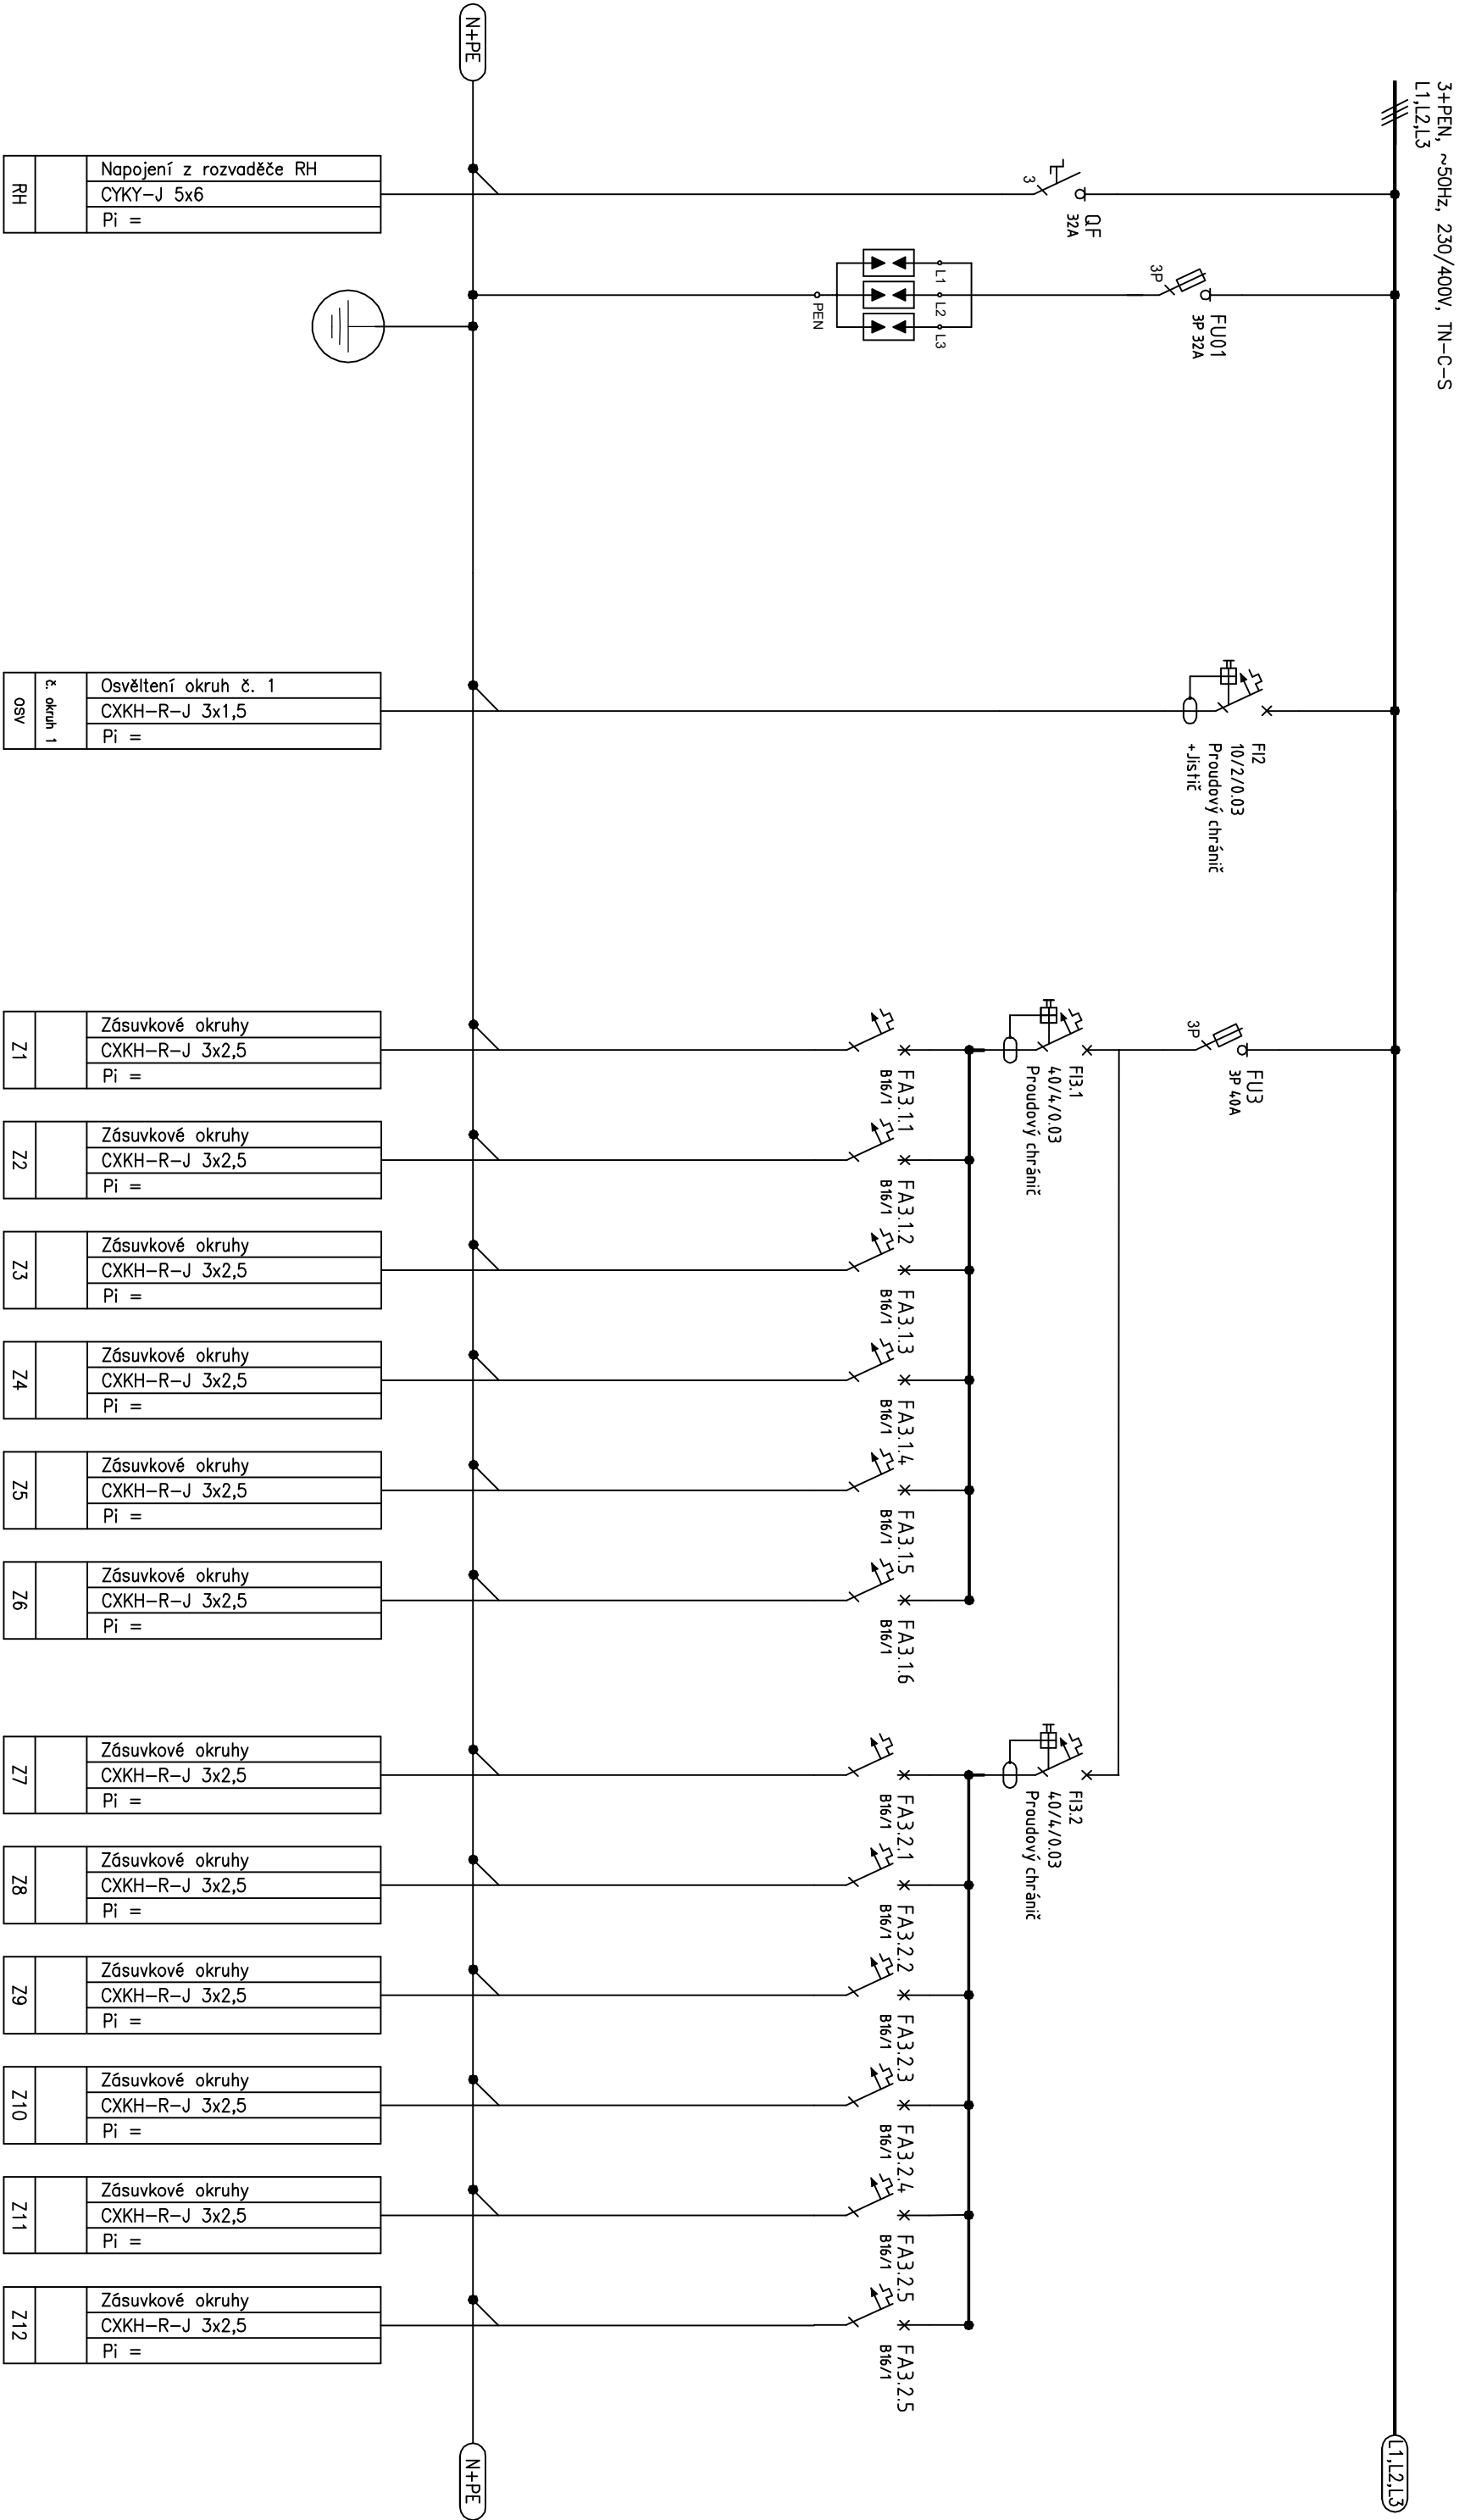 3+PEN, ~50Hz, 230/400V, TN-C-S
L1,L2,L3
N+PE
QF
32A
3
FU01
3P 32A
3P
L1
L2
L3
PEN
FI2
10/2/0.03
Proudový chránič
+Jistič
FU3
3P 40A
3P
FI3.1
40/4/0.03
Proudový chránič
FI3.2
40/4/0.03
Proudový chránič
FA3.1.1
B16/1
FA3.1.2
B16/1
FA3.1.3
B16/1
FA3.1.4
B16/1
FA3.1.5
B16/1
FA3.1.6
B16/1
FA3.2.1
B16/1
FA3.2.2
B16/1
FA3.2.3
B16/1
FA3.2.4
B16/1
FA3.2.5
B16/1
FA3.2.5
B16/1
L1,L2,L3
N+PE
Napojení z rozvaděče RH
CYKY-J 5x6
Pi =
RH
Osvěltení okruh č. 1
CXKH-R-J 3x1,5
Pi =
č. okruh 1
osv
Zásuvkové okruhy
CXKH-R-J 3x2,5
Pi =
Z1
Zásuvkové okruhy
CXKH-R-J 3x2,5
Pi =
Z2
Zásuvkové okruhy
CXKH-R-J 3x2,5
Pi =
Z3
Zásuvkové okruhy
CXKH-R-J 3x2,5
Pi =
Z4
Zásuvkové okruhy
CXKH-R-J 3x2,5
Pi =
Z5
Zásuvkové okruhy
CXKH-R-J 3x2,5
Pi =
Z6
Zásuvkové okruhy
CXKH-R-J 3x2,5
Pi =
Z7
Zásuvkové okruhy
CXKH-R-J 3x2,5
Pi =
Z8
Zásuvkové okruhy
CXKH-R-J 3x2,5
Pi =
Z9
Zásuvkové okruhy
CXKH-R-J 3x2,5
Pi =
Z10
Zásuvkové okruhy
CXKH-R-J 3x2,5
Pi =
Z11
Zásuvkové okruhy
CXKH-R-J 3x2,5
Pi =
Z12